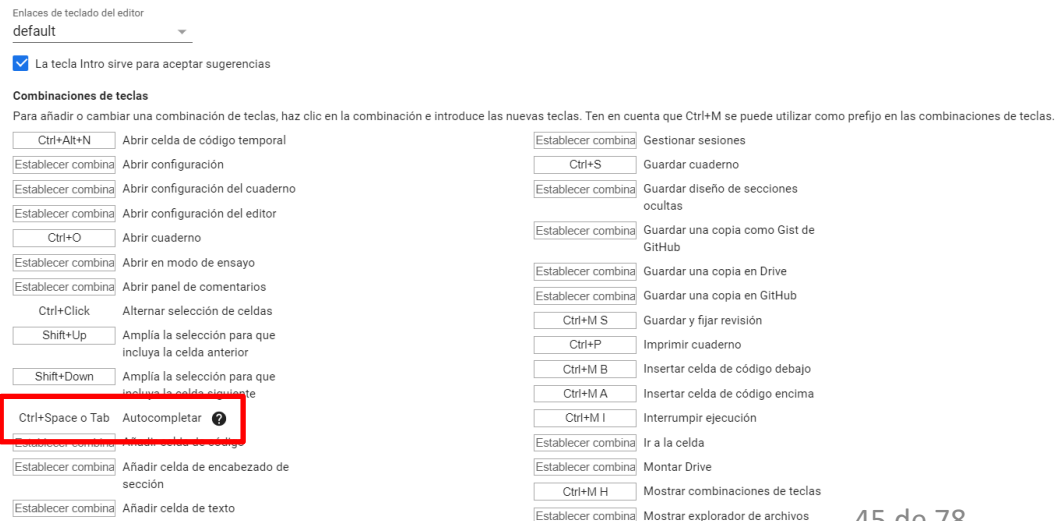 Enlaces de teclado del editor
default
La tecla Intro sirve para aceptar sugerencias
Combinaciones de teclas
Para añadir o cambiar una combinación de teclas, haz clic en la combinación e introduce las nuevas teclas. Ten en cuenta que Ctrl+M se puede utilizar como prefijo en las combinaciones de teclas.
Ctrl+Alt+N Abrir celda de código temporal
Establecer combina Abrir configuración
Establecer combina Abrir configuración del cuaderno
Establecer combina Abrir configuración del editor
Ctrl+O Abrir cuaderno
Establecer combina Abrir en modo de ensayo
Establecer combina Abrir panel de comentarios
Ctrl+Click Alternar selección de celdas
Shift+Up Amplía la selección para que
incluya la celda anterior
Shift+Down Amplía la selección para que
incluya la celda siguiente
Ctrl+Space o Tab Autocompletar ?
Establecer combina Añadir celda de código
Establecer combina Añadir celda de encabezado de
sección
Establecer combina Añadir celda de texto
Establecer combina Gestionar sesiones
Ctrl+S Guardar cuaderno
Establecer combina Guardar diseño de secciones
ocultas
Establecer combina Guardar una copia como Gist de
GitHub
Establecer combina Guardar una copia en Drive
Establecer combina Guardar una copia en GitHub
Ctrl+M S Guardar y fijar revisión
Ctrl+P Imprimir cuaderno
Ctrl+M B Insertar celda de código debajo
Ctrl+M A Insertar celda de código encima
Ctrl+M I Interrumpir ejecución
Establecer combina Ir a la celda
Establecer combina Montar Drive
Ctrl+M H Mostrar combinaciones de teclas
Establecer combina Mostrar explorador de archivos
45 de 78